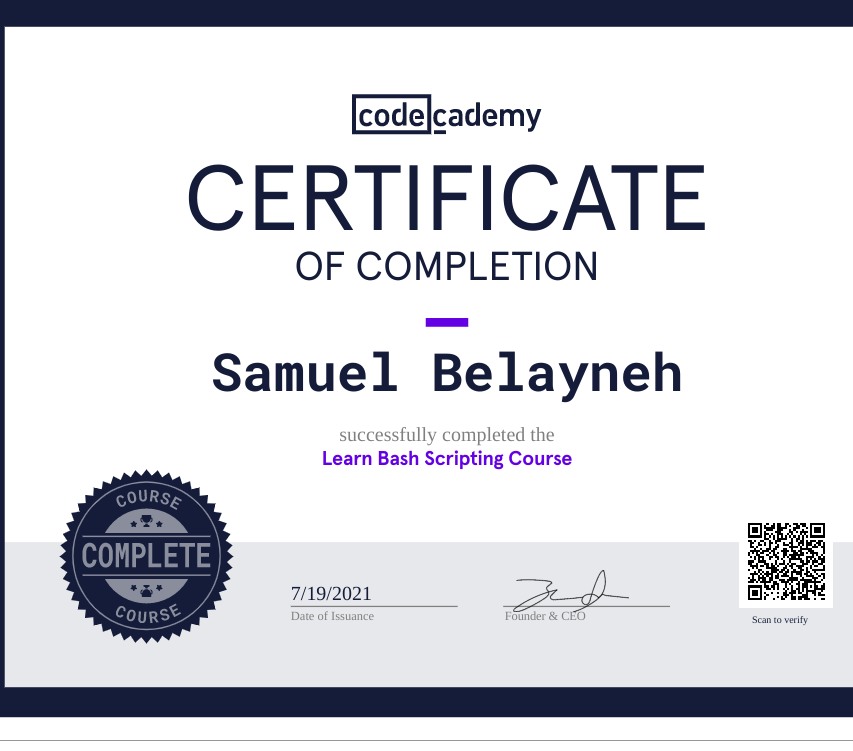 codecademy
CERTIFICATE
OF COMPLETION
Samuel Belayneh
successfully completed the
Learn Bash Scripting Course
COURSE
COMPLETE
COURSE
7/19/2021
Date of Issuance
Founder & CEO
Scan to verify